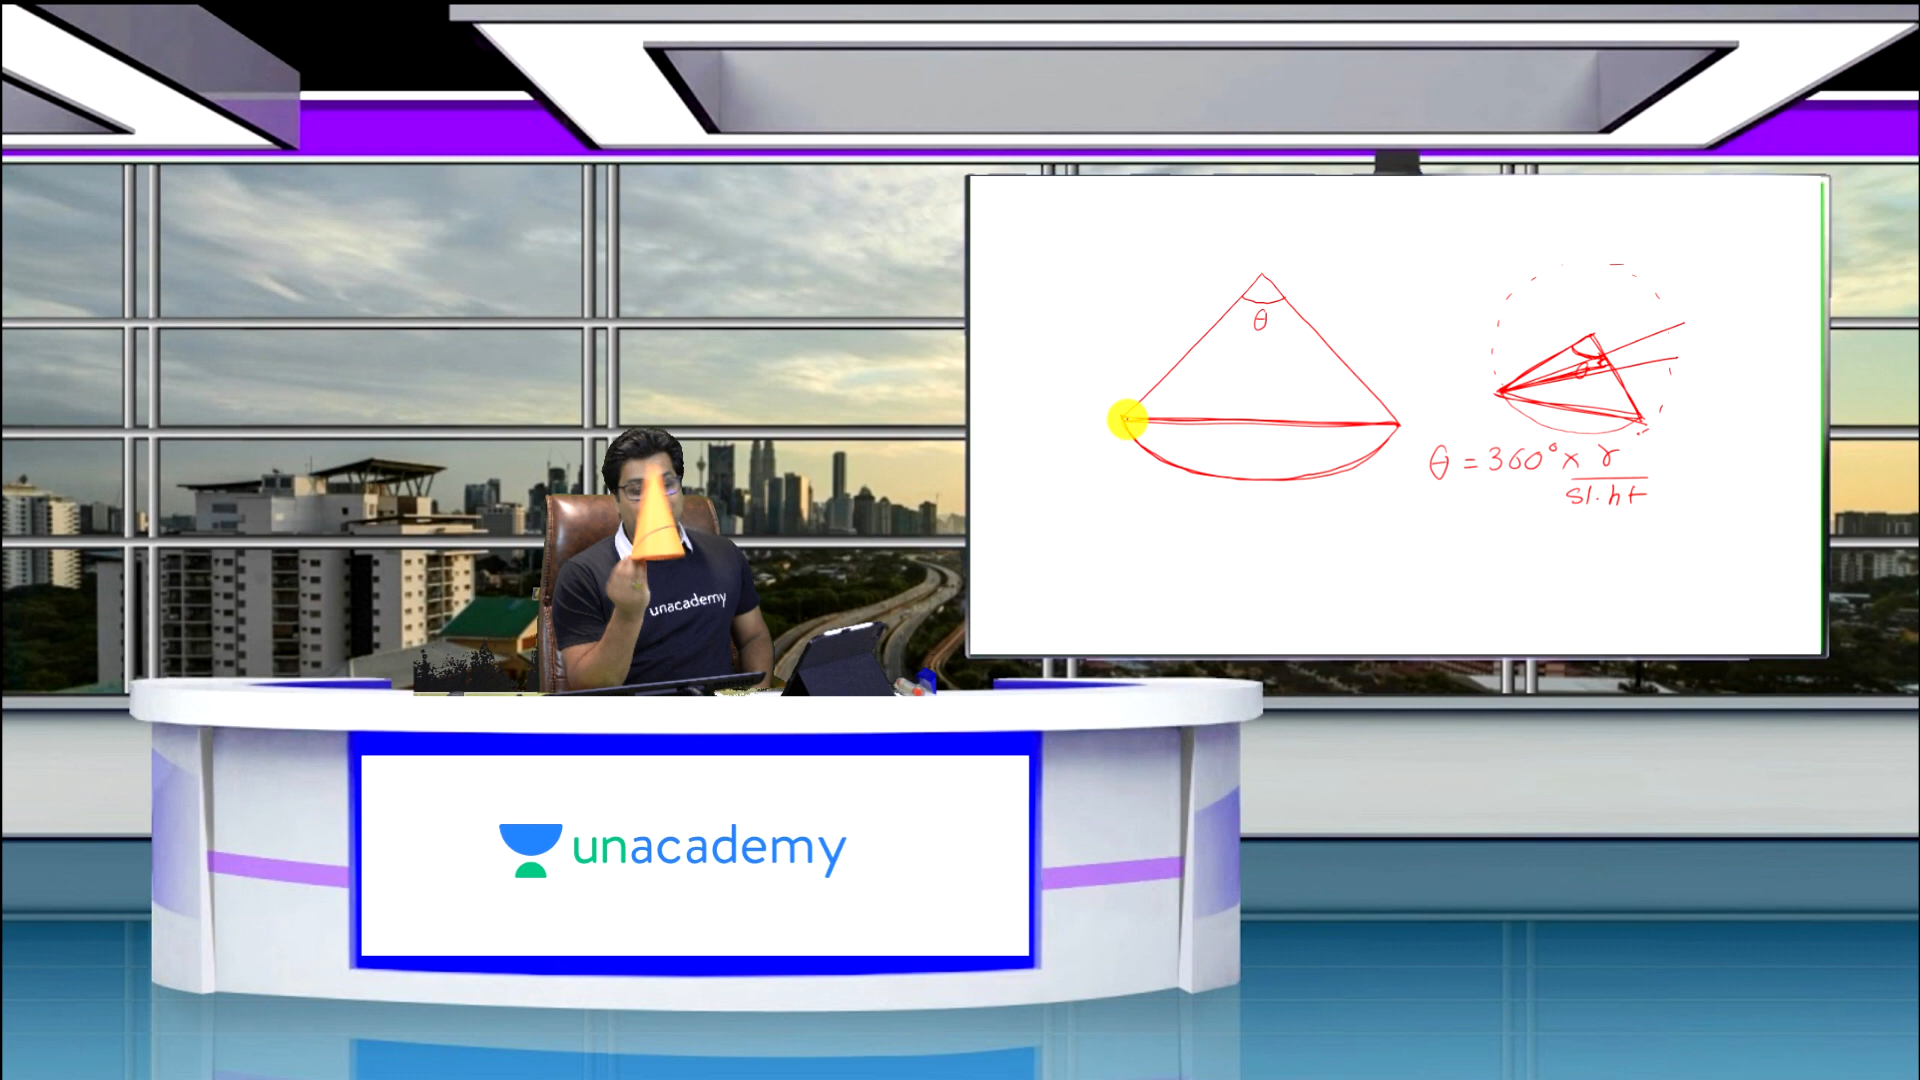 θ
θ
θ = 360° × r
sl. ht
unacademy
unacademy